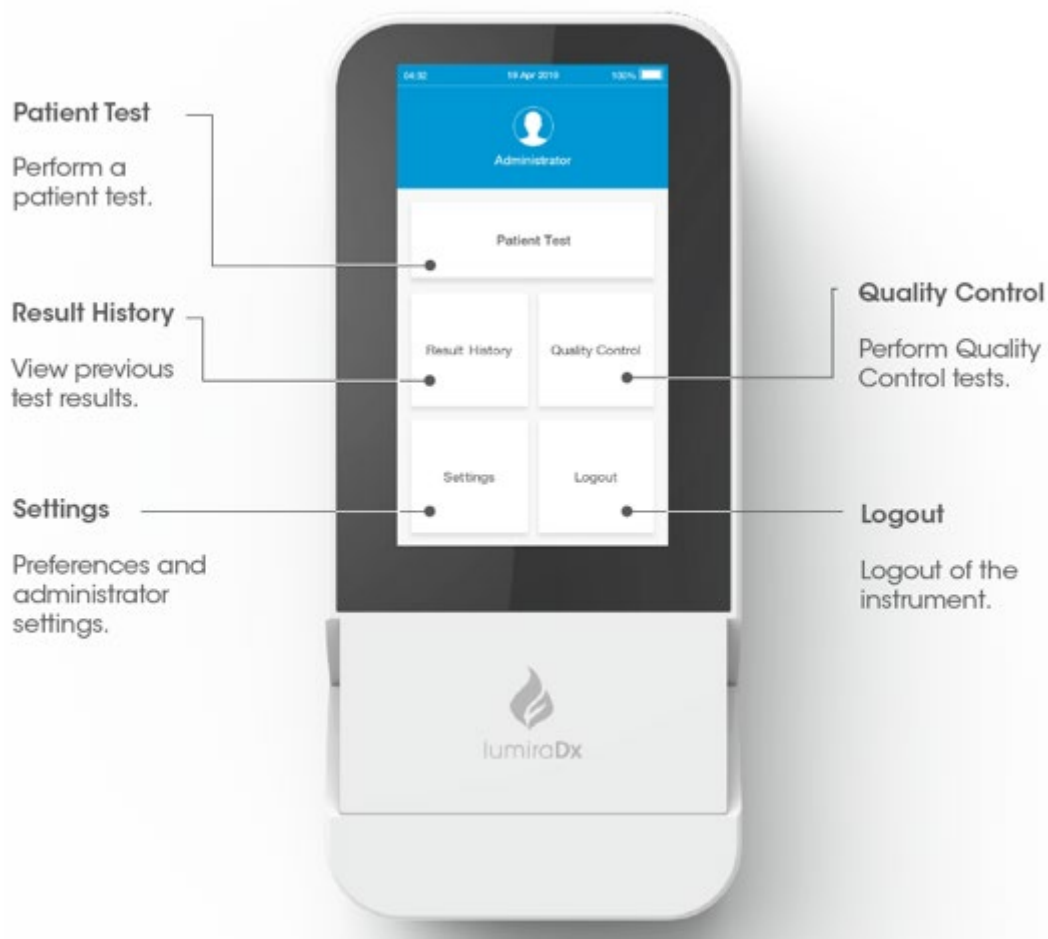 04:32 18 Apr 2019 100%
Administrator
Patient Test
Result History Quality Control
Settings Logout
lumiraDx
Patient Test
Perform a
patient test.
Result History
View previous
test results.
Settings
Preferences and
administrator
settings.
Quality Control
Perform Quality
Control tests.
Logout
Logout of the
instrument.